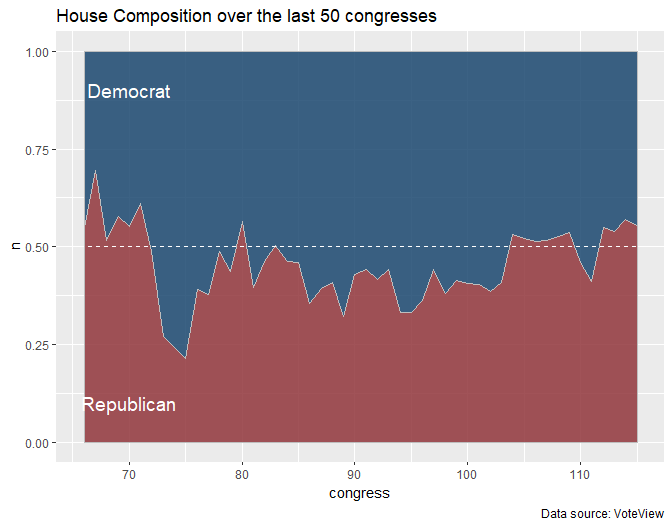 House Composition over the last 50 congresses
1.00
Democrat
0.75
n
0.50
0.25
Republican
0.00
70 80 90 100 110
congress
Data source: VoteView